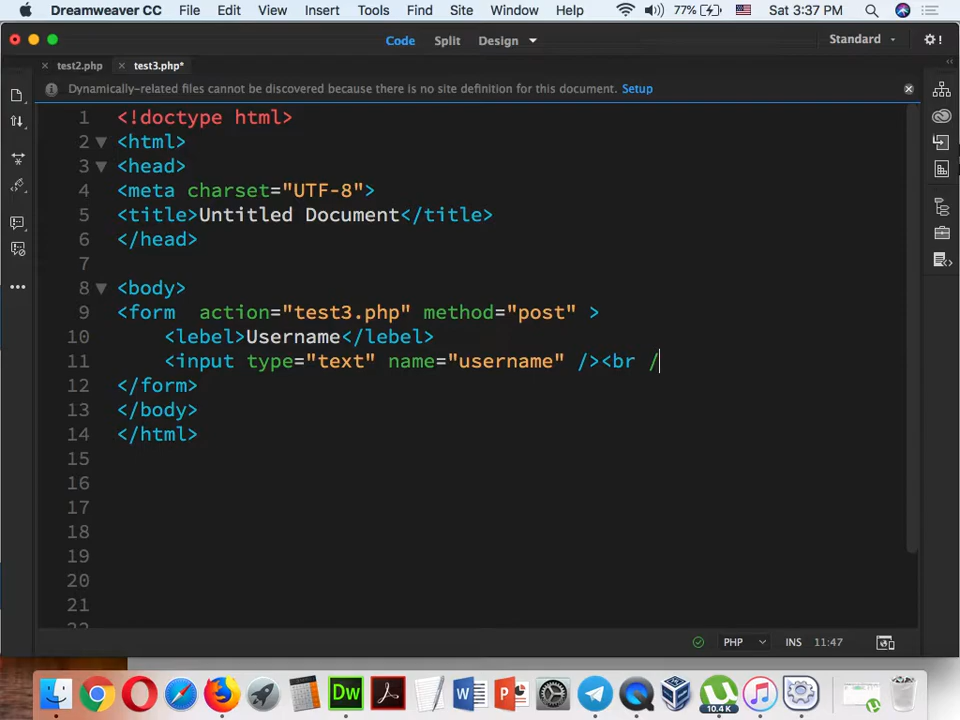 Dreamweaver CC File Edit View Insert Tools Find Site Window Help 77% Sat 3:37 PM
Code Split Design Standard
test2.php test3.php*
Dynamically-related files cannot be discovered because there is no site definition for this document. Setup
1 <!doctype html>
2 <html>
3 <head>
4 <meta charset="UTF-8">
5 <title>Untitled Document</title>
6 </head>
7
8 <body>
9 <form action="test3.php" method="post" >
10 <lebel>Username</lebel>
11 <input type="text" name="username" /><br /
12 </form>
13 </body>
14 </html>
15
16
17
18
19
20
21
22
PHP INS 11:47
Dw W P 10.4 K